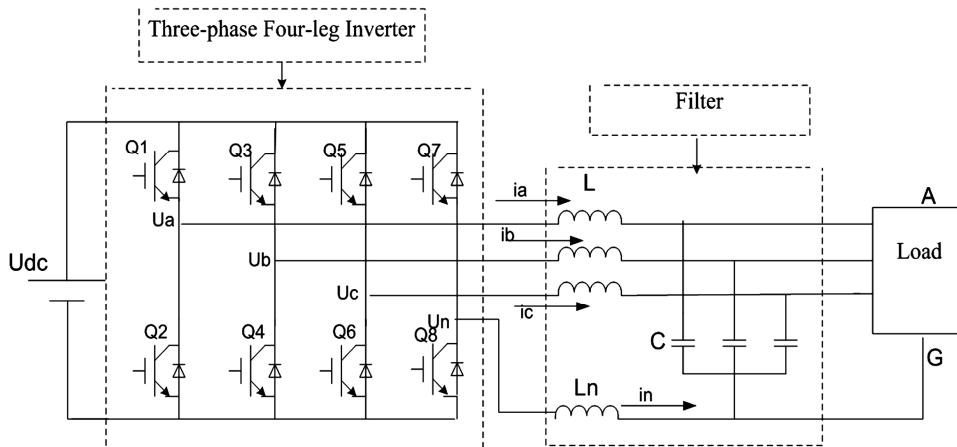 Three-phase Four-leg Inverter
Filter
Q1
Q3
Q5
Q7
L
ia
A
Ua
ib
Load
Udc
Ub
Uc
ic
Un
Q2
Q4
Q6
Q8
C
G
Ln
in